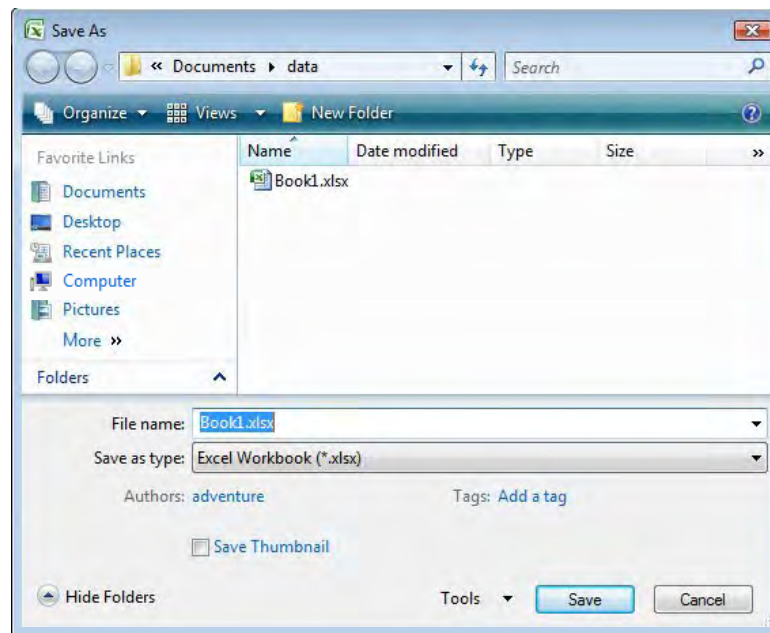 Save As
« Documents ▸ data
Search
Organize
Views
New Folder
Favorite Links
Documents
Desktop
Recent Places
Computer
Pictures
More »
Folders
Name Date modified Type Size »
Book1.xlsx
File name: Book1.xlsx
Save as type: Excel Workbook (*.xlsx)
Authors: adventure Tags: Add a tag
Save Thumbnail
Hide Folders Tools Save Cancel